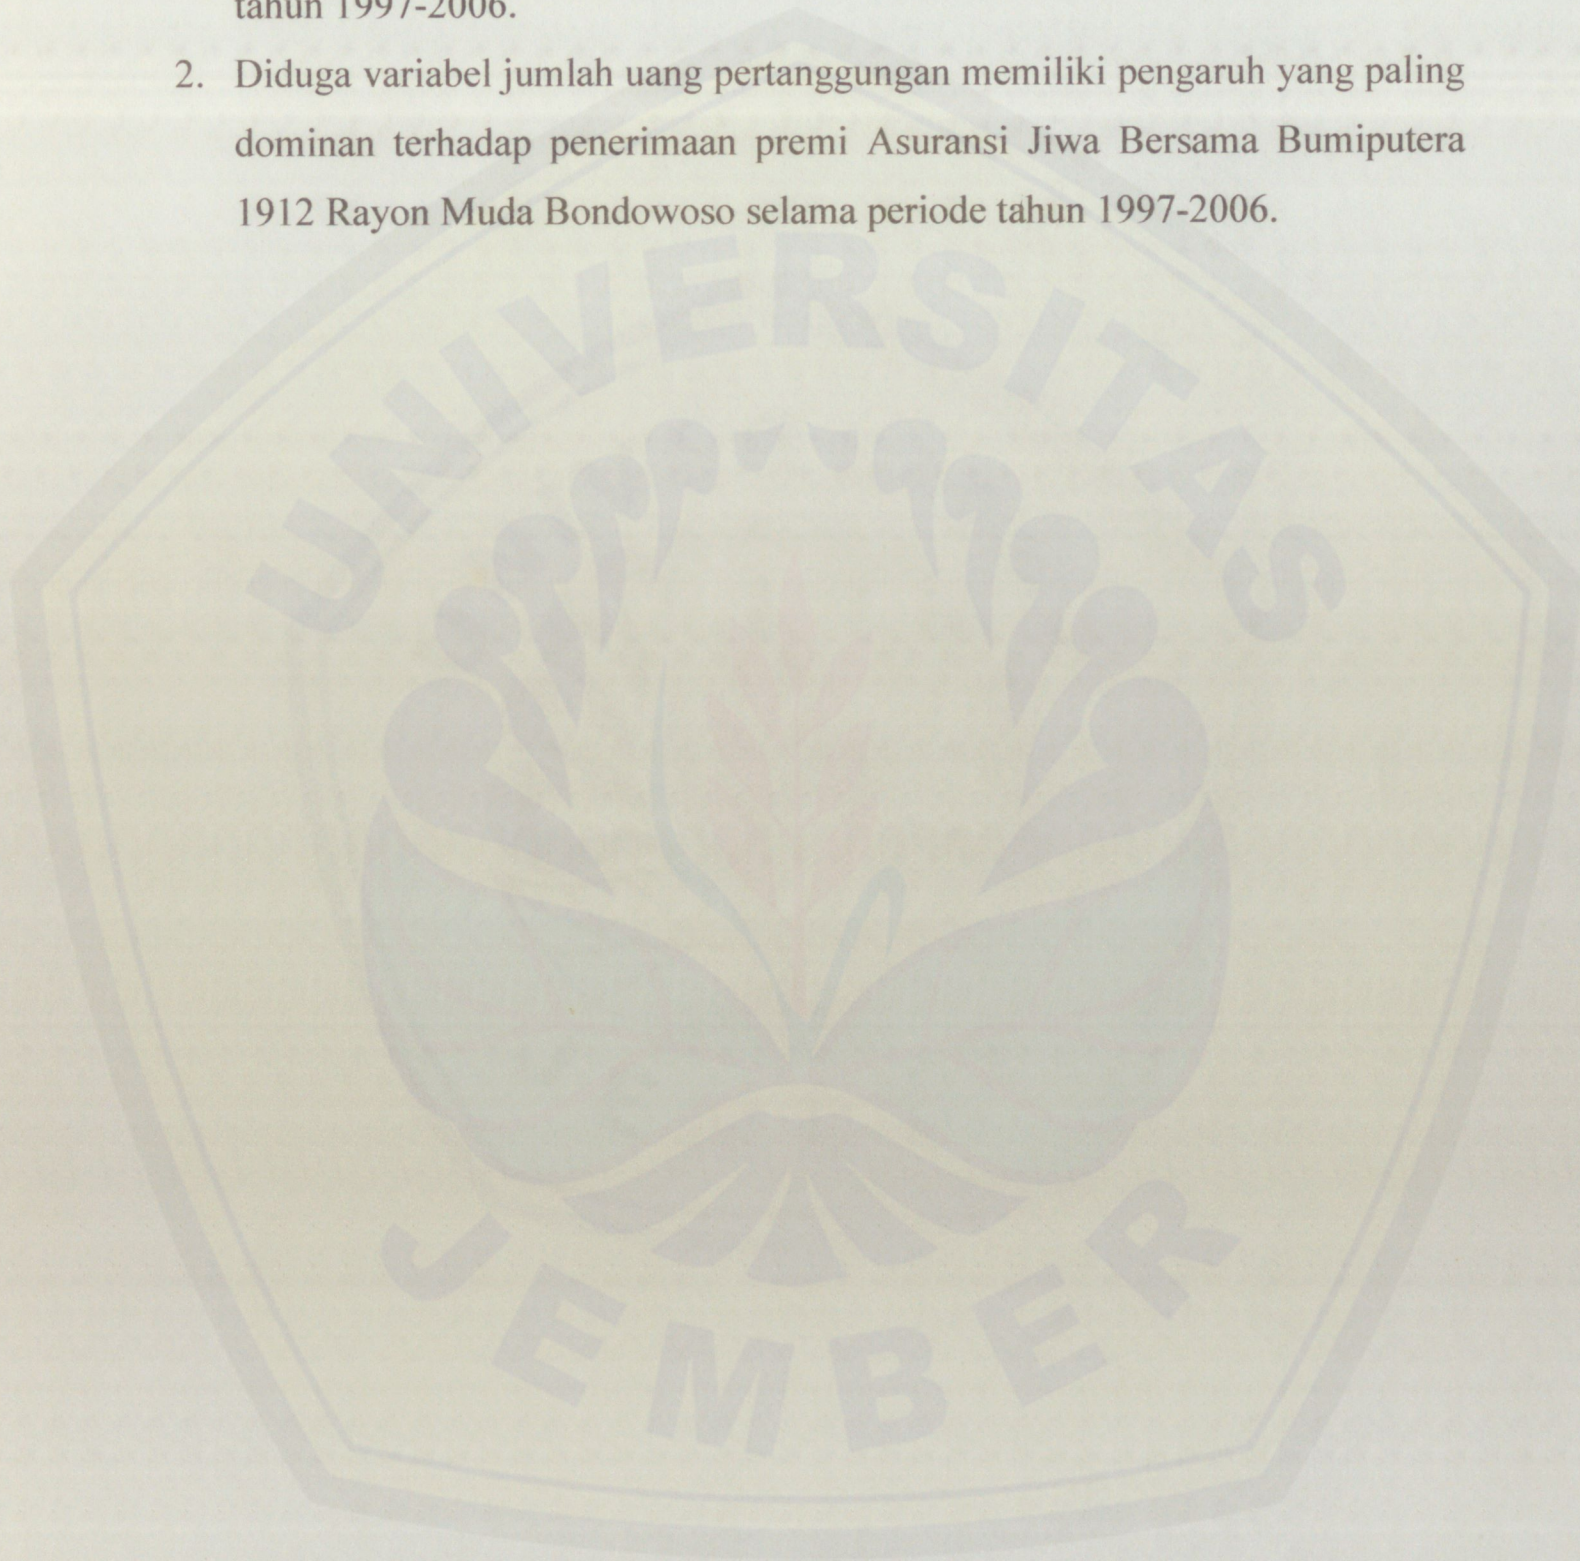 tahun 1997-2006.
2. Diduga variabel jumlah uang pertanggungan memiliki pengaruh yang paling
dominan terhadap penerimaan premi Asuransi Jiwa Bersama Bumiputera
1912 Rayon Muda Bondowoso selama periode tahun 1997-2006.
UNIVERSITAS
JEMBER